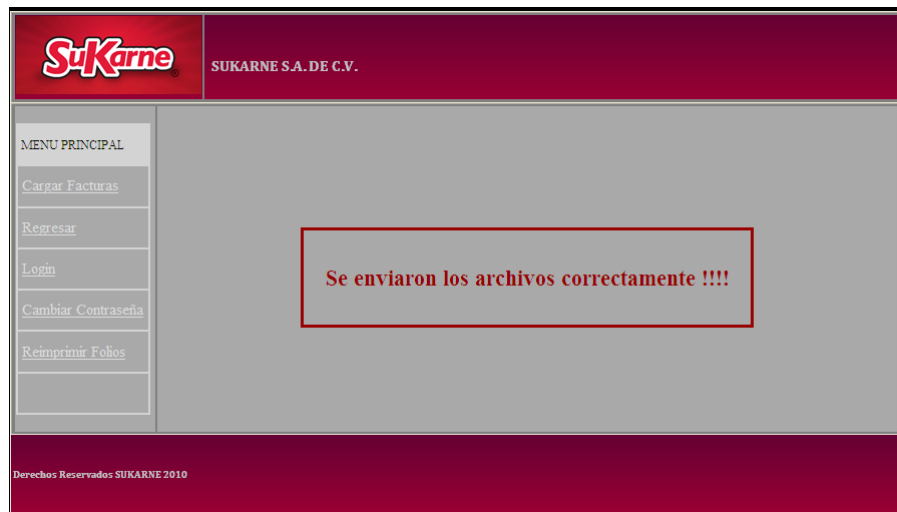 SuKarne®
SUKARNE S.A. DE C.V.
MENU PRINCIPAL
Cargar Facturas
Regresar
Login
Cambiar Contraseña
Reimprimir Folios
Se enviaron los archivos correctamente !!!!
Derechos Reservados SUKARNE 2010